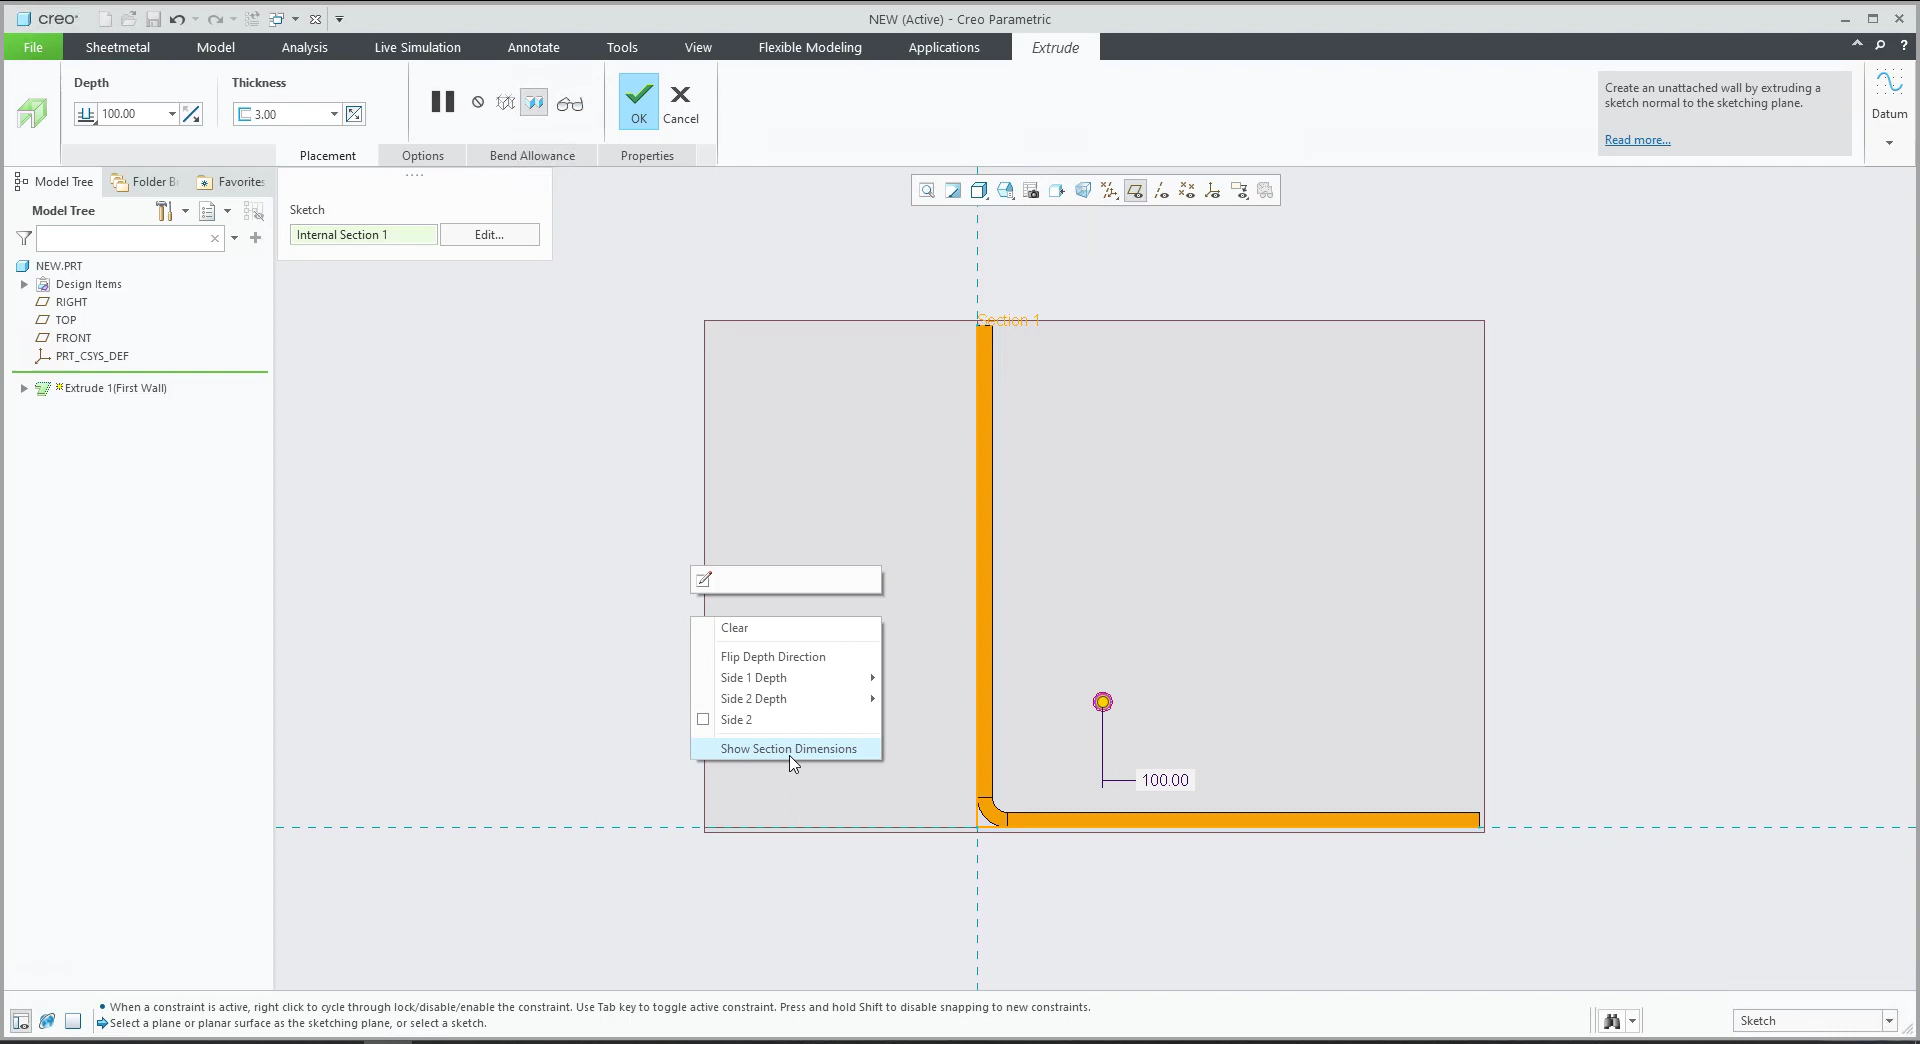 creo°
NEW (Active) - Creo Parametric
File
Sheetmetal
Model
Analysis
Live Simulation
Annotate
Tools
View
Flexible Modeling
Applications
Extrude
Depth
100.00
Thickness
3.00
OK
Cancel
Create an unattached wall by extruding a
sketch normal to the sketching plane.
Read more...
Datum
Placement
Options
Bend Allowance
Properties
Model Tree
Folder B
Favorites
Model Tree
Sketch
Internal Section 1
Edit...
NEW.PRT
Design Items
RIGHT
TOP
FRONT
PRT_CSYS_DEF
Extrude 1(First Wall)
Section 1
Clear
Flip Depth Direction
Side 1 Depth
Side 2 Depth
Side 2
Show Section Dimensions
100.00
• When a constraint is active, right click to cycle through lock/disable/enable the constraint. Use Tab key to toggle active constraint. Press and hold Shift to disable snapping to new constraints.
Select a plane or planar surface as the sketching plane, or select a sketch.
Sketch